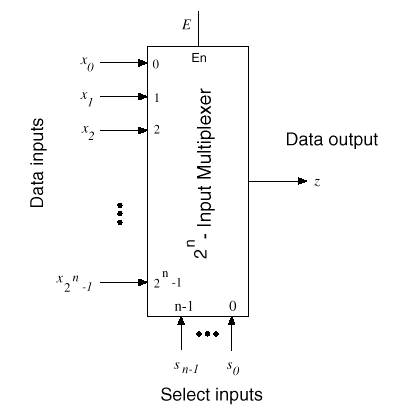 E
En
x0
0
x1
1
x2
2
Data inputs
2^n - Input Multiplexer
Data output
z
x2^n-1
2^n-1
n-1
0
sn-1
s0
Select inputs